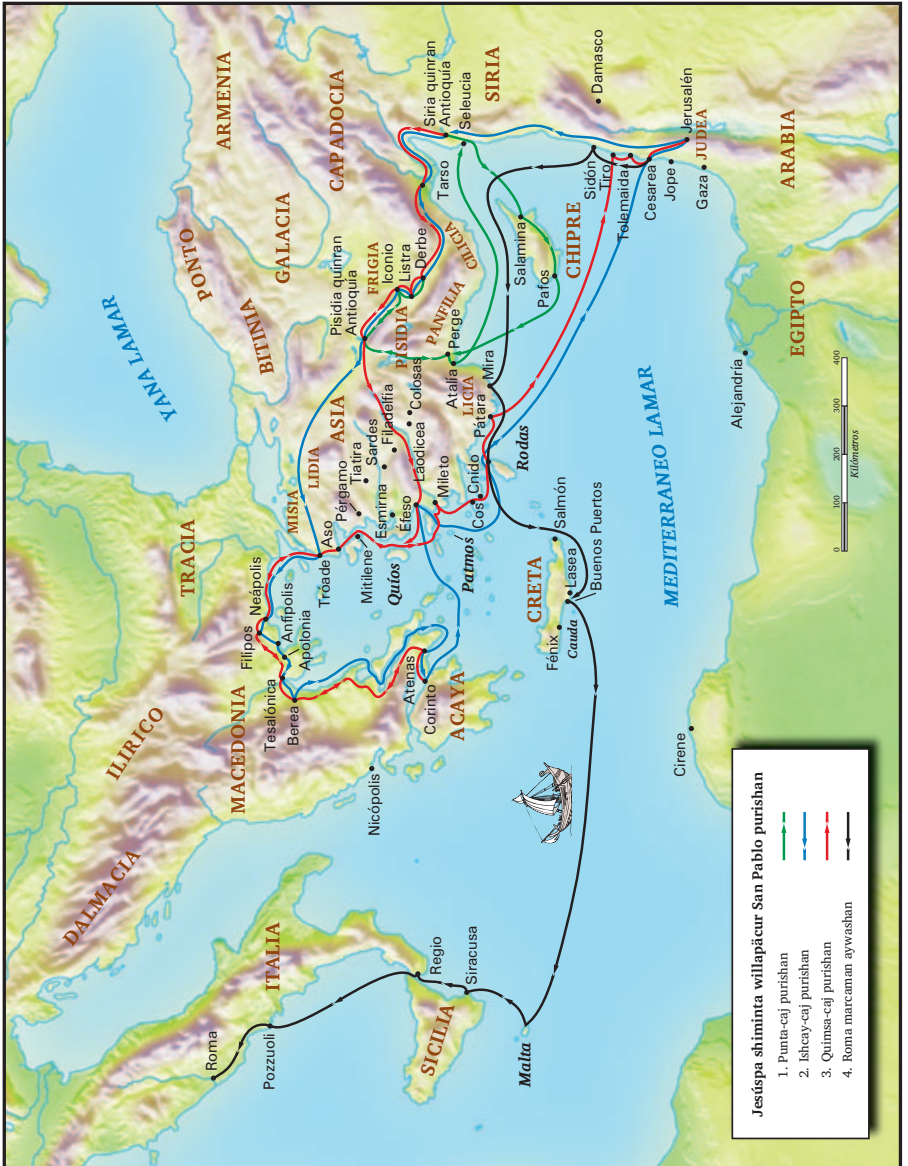 ARMENIA
CAPADOCIA
PONTO
GALACIA
BITINIA
YANA LAMAR
SIRIA
Damasco
Siria quinran
Antioquía
Seleucia
Tarso
CILICIA
Derbe
Listra
Iconio
FRIGIA
Pisidia quinran
Antioquía
PISIDIA
PANFILIA
Perge
Atalia
LICIA
Mira
Pátara
ASIA
LIDIA
MISIA
Pérgamo
Tiatira
Sardes
Filadelfia
Colosas
Laodicea
Esmirna
Éfeso
Mileto
Cnido
Cos
Rodas
Patmos
Quíos
Mitilene
Aso
Tróade
TRACIA
Neápolis
Filipos
Anfípolis
Apolonia
Tesalónica
Berea
MACEDONIA
ILIRICO
DALMACIA
Atenas
Corinto
ACAYA
Nicópolis
CRETA
Salmón
Lasea
Buenos Puertos
Fénix
Cauda
Salamina
Pafos
CHIPRE
Sidón
Tiro
Tolemaida
Cesarea
Jope
Gaza
Jerusalén
JUDEA
ARABIA
EGIPTO
Alejandría
MEDITERRANEO LAMAR
Cirene
ITALIA
Roma
Pozzuoli
Regio
Siracusa
SICILIA
Malta
0 100 200 300 400
Kilómetros
Jesúspa shiminta willapäcur San Pablo purishan
1. Punta-caj purishan
2. Ishcay-caj purishan
3. Quimsa-caj purishan
4. Roma marcaman aywashan